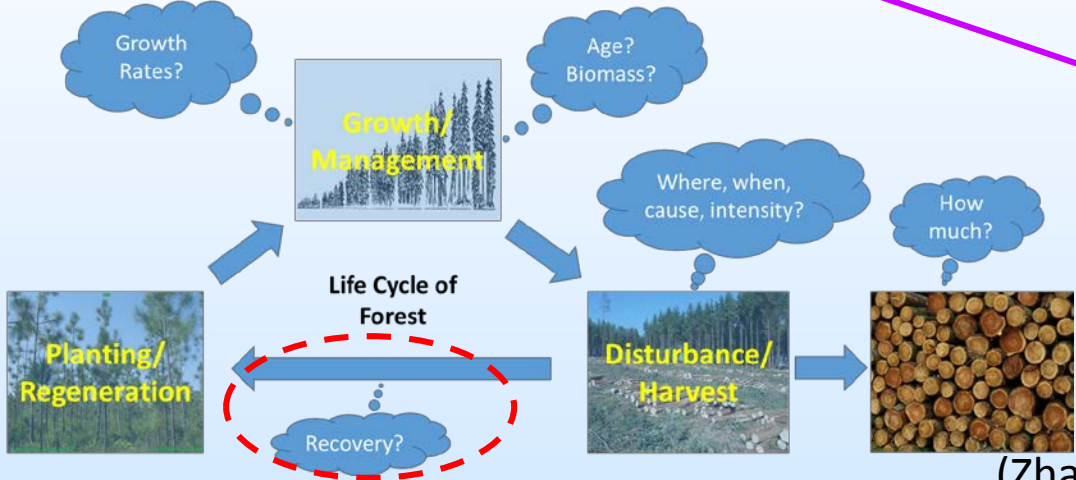 Growth
Rates?
Age?
Biomass?
Growth/
Management
Where, when,
cause, intensity?
How
much?
Life Cycle of
Forest
Planting/
Regeneration
Disturbance/
Harvest
Recovery?
(Zha